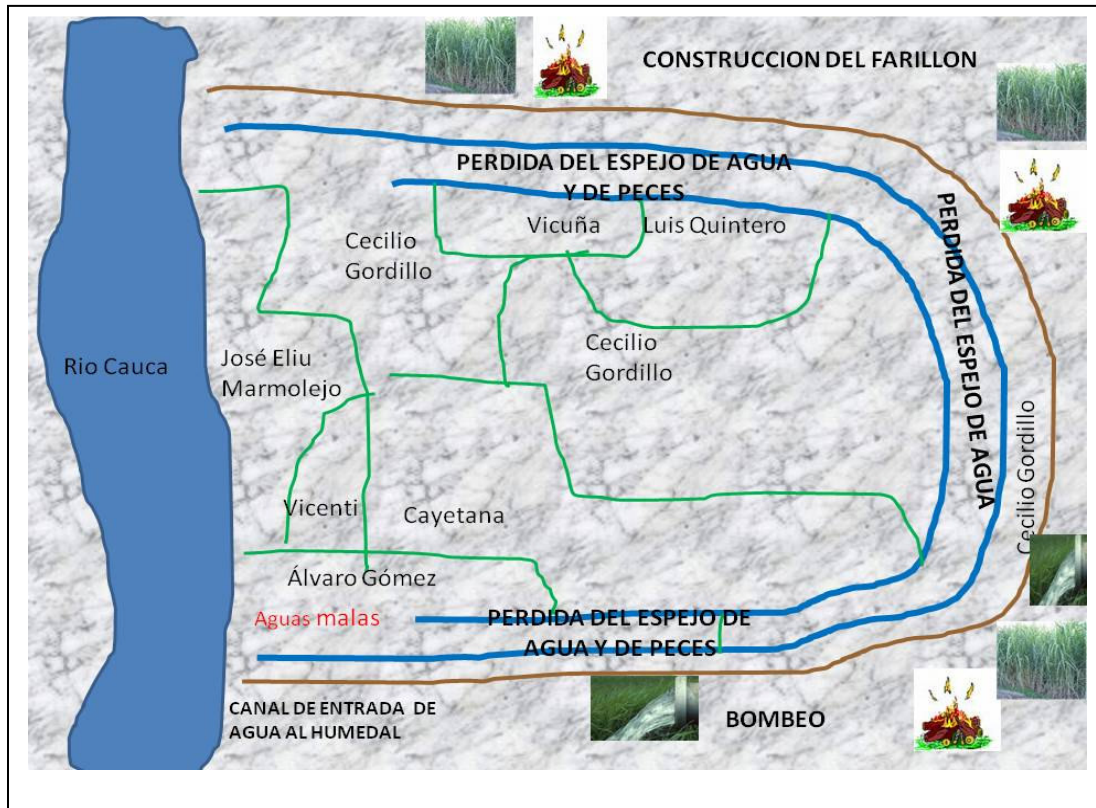 CONSTRUCCION DEL FARILLON
PERDIDA DEL ESPEJO DE AGUA
Y DE PECES
Vicuña
Luis Quintero
Cecilio
Gordillo
PERDIDA DEL ESPEJO DE AGUA
Rio Cauca
José Eliu
Marmolejo
Cecilio
Gordillo
Cecilio Gordillo
Vicenti
Cayetana
Álvaro Gómez
Aguas malas
PERDIDA DEL ESPEJO DE
AGUA Y DE PECES
CANAL DE ENTRADA DE
AGUA AL HUMEDAL
BOMBEO